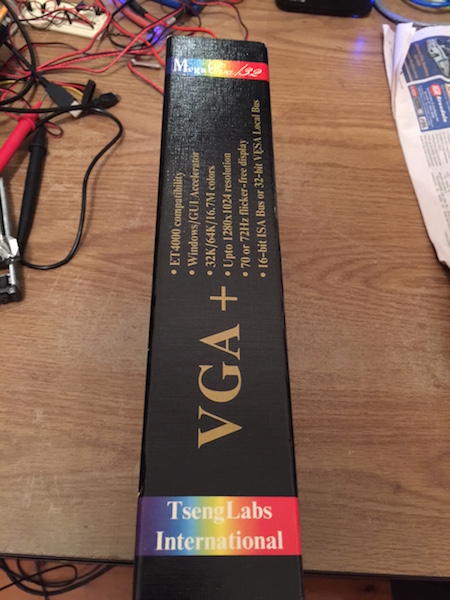 • ET4000 compatibility
• Windows/GUI Accelerator
• 32K/64K/16.7M colors
• Upto 1280x1024 resolution
• 70 or 72Hz flicker-free display
• 16-bit ISA Bus or 32-bit VESA Local Bus
VGA +
TsengLabs
International